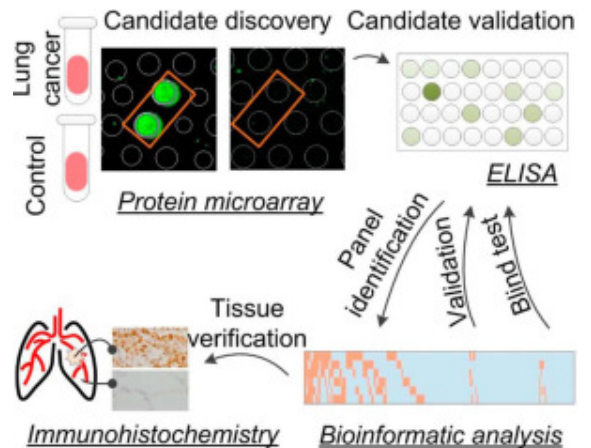 Candidate discovery
Candidate validation
Lung
cancer
Control
Protein microarray
ELISA
Panel
identification
Validation
Blind test
Tissue
verification
Immunohistochemistry
Bioinformatic analysis